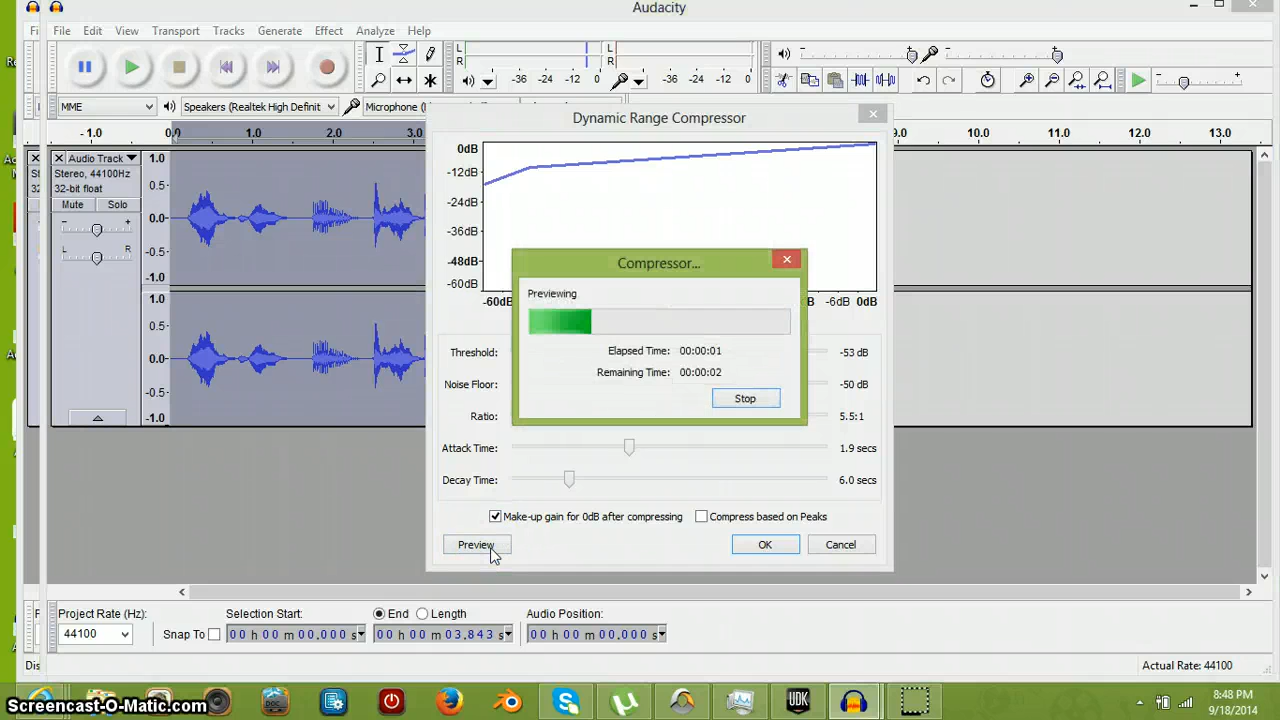 Audacity
Fi File Edit View Transport Tracks Generate Effect Analyze Help
L
R
-36 -24 -12 0
L
R
-36 -24 -12 0
MME
Speakers (Realtek High Definit
Microphone
-1.0 0.0 1.0 2.0 3.0 9.0 10.0 11.0 12.0 13.0
St
32
Audio Track
Stereo, 44100Hz
32-bit float
Mute Solo
- +
L R
1.0
0.5
0.0
-0.5
-1.0
1.0
0.5
0.0
-0.5
-1.0
Dynamic Range Compressor
0dB
-12dB
-24dB
-36dB
-48dB
-60dB
-60dB -6dB 0dB
Compressor...
Previewing
Elapsed Time: 00:00:01
Remaining Time: 00:00:02
Stop
Threshold: -53 dB
Noise Floor: -50 dB
Ratio: 5.5:1
Attack Time: 1.9 secs
Decay Time: 6.0 secs
Make-up gain for 0dB after compressing Compress based on Peaks
Preview OK Cancel
Project Rate (Hz): Selection Start: End Length Audio Position:
44100 Snap To 00 h 00 m 00.000 s 00 h 00 m 03.843 s 00 h 00 m 00.000 s
Dis Actual Rate: 44100
Screencast-O-Matic.com
UDK
8:48 PM
9/18/2014